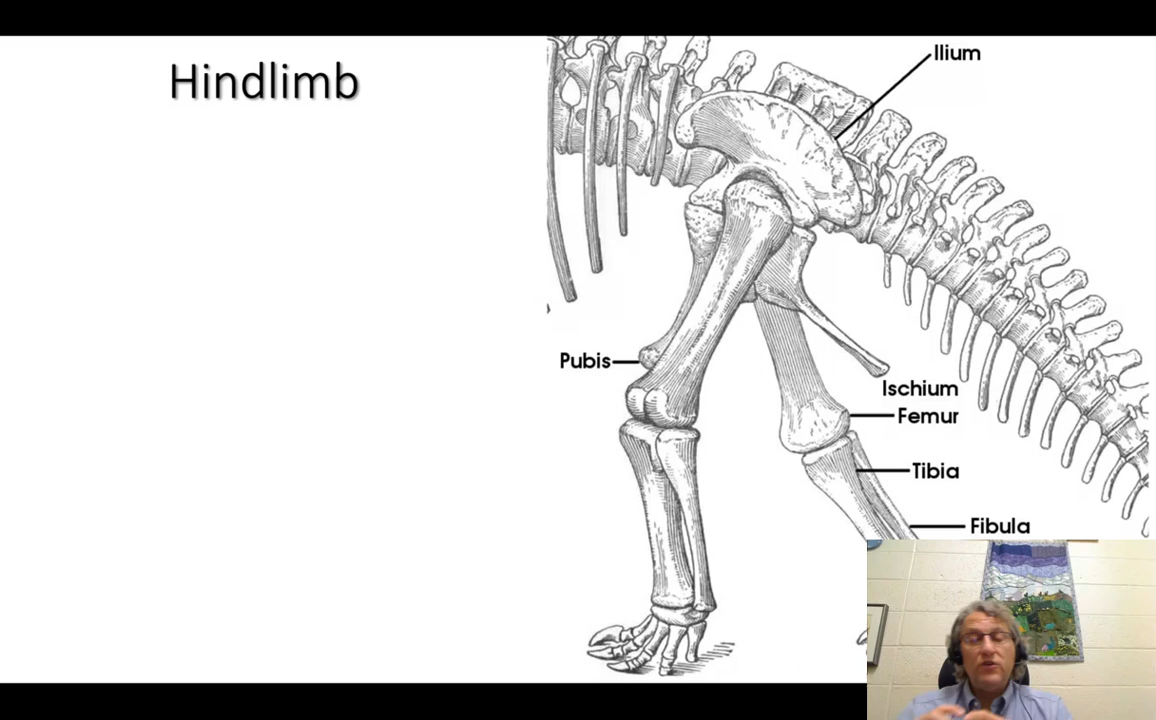 Hindlimb
Ilium
Pubis
Ischium
Femur
Tibia
Fibula